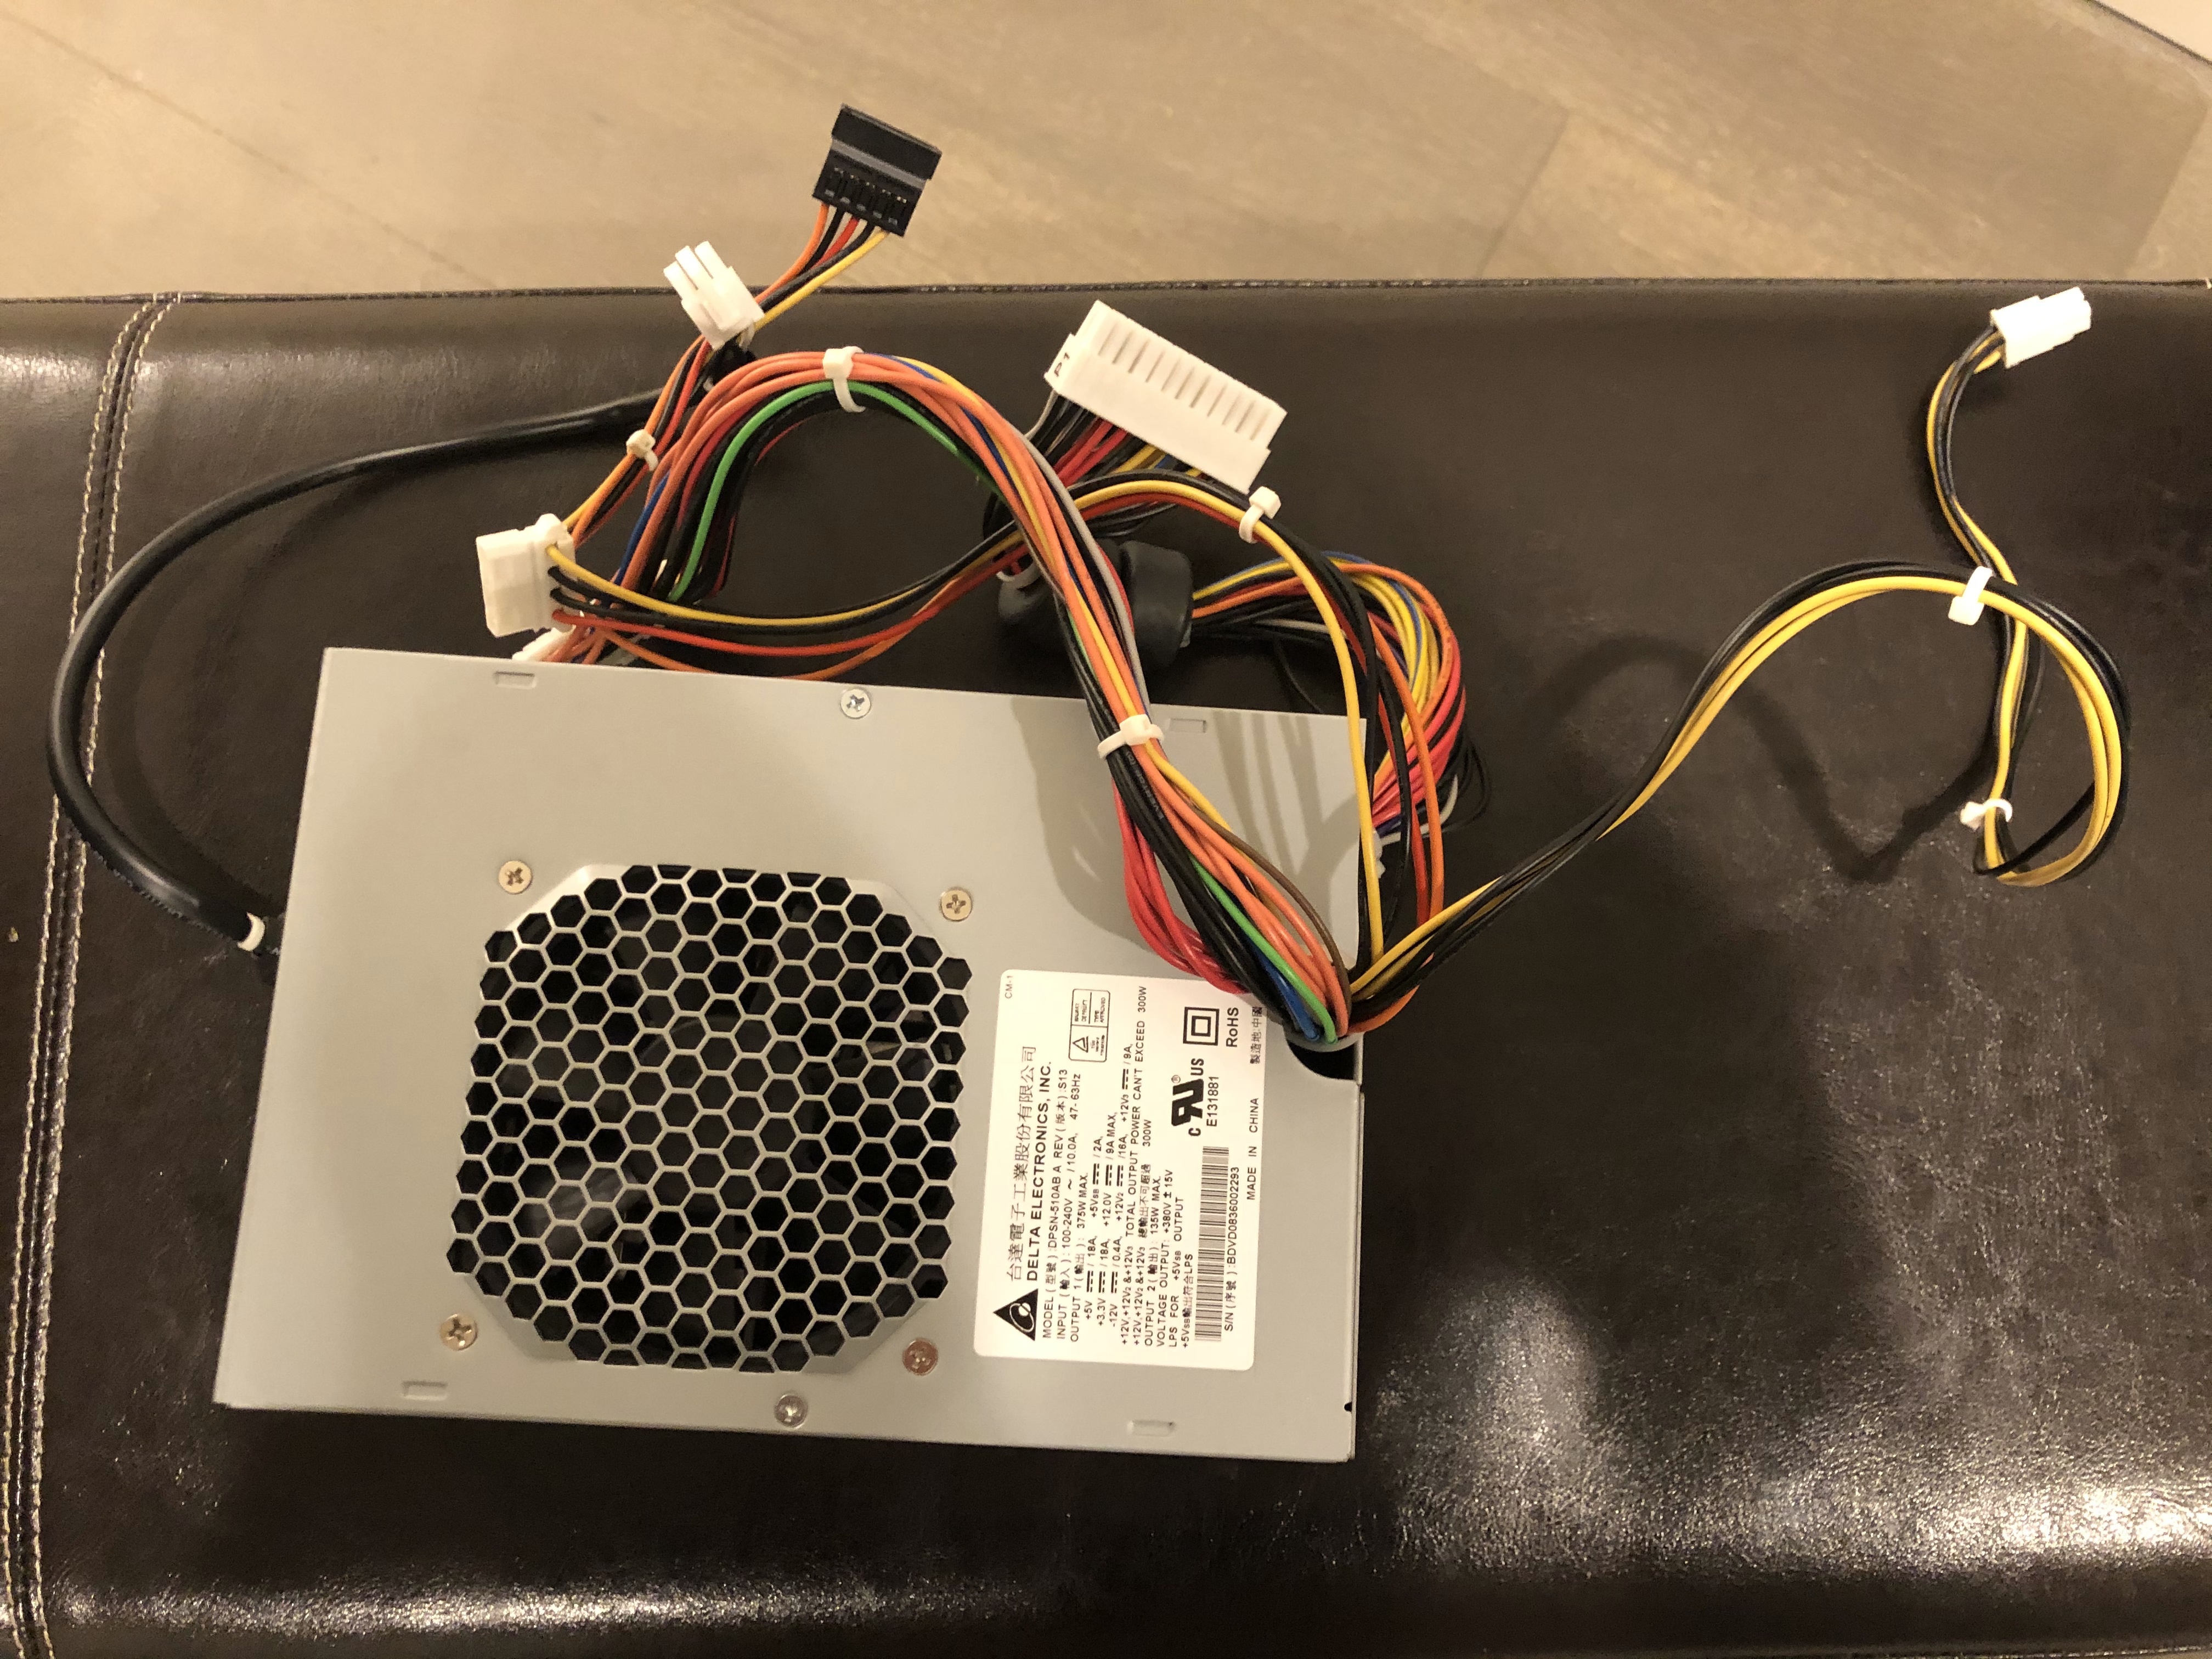 CM-1
台達電子工業股份有限公司
DELTA ELECTRONICS, INC.
MODEL (型號):DPSN-510AB A REV (版本):S13
INPUT (輸入): 100-240V ~ / 10.0A, 47-63Hz
OUTPUT 1 (輸出): 375W MAX.
+5V ⎓ / 18A, +5VSB ⎓ / 2A,
+3.3V ⎓ / 18A, +12.0V ⎓ / 9A MAX,
-12V ⎓ / 0.4A, +12V2 ⎓ /16A, +12V3 ⎓ / 9A,
+12V,+12V2 &+12V3 TOTAL OUTPUT POWER CAN'T EXCEED 300W
+12V,+12V2 &+12V3 總輸出不可超過 300W
OUTPUT 2 (輸出): 135W MAX.
VOLTAGE OUTPUT: +380V ± 15V
LPS FOR +5VSB OUTPUT
+5VSB輸出符合LPS
C RU® US
E131881
RoHS
S/N (序號) :BDVD0836002293
MADE IN CHINA 製造地:中國
P1